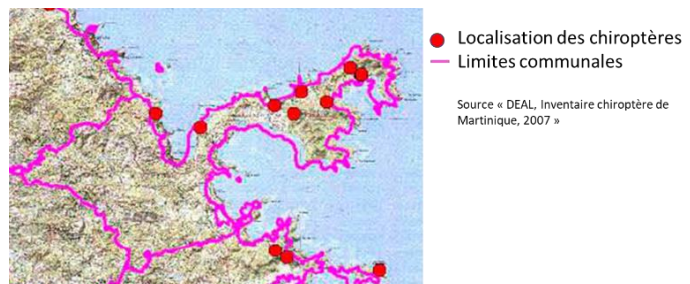 Localisation des chiroptères
Limites communales
Source « DEAL, Inventaire chiroptère de
Martinique, 2007 »